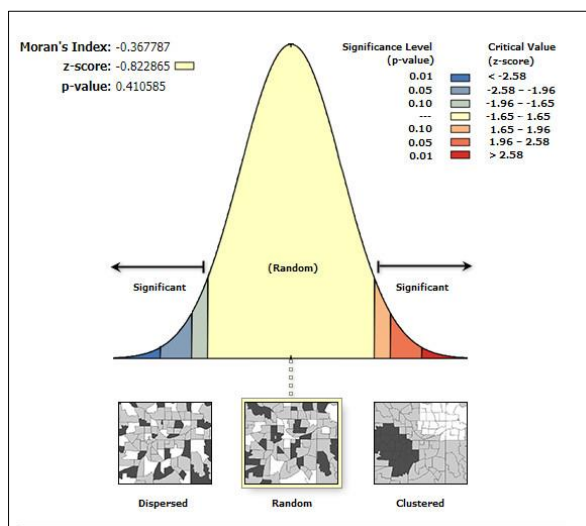 Moran's Index: -0.367787
z-score: -0.822865
p-value: 0.410585
Significance Level
(p-value)
Critical Value
(z-score)
0.01 < -2.58
0.05 -2.58 – -1.96
0.10 -1.96 – -1.65
--- -1.65 – 1.65
0.10 1.65 – 1.96
0.05 1.96 – 2.58
0.01 > 2.58
(Random)
Significant Significant
Dispersed Random Clustered